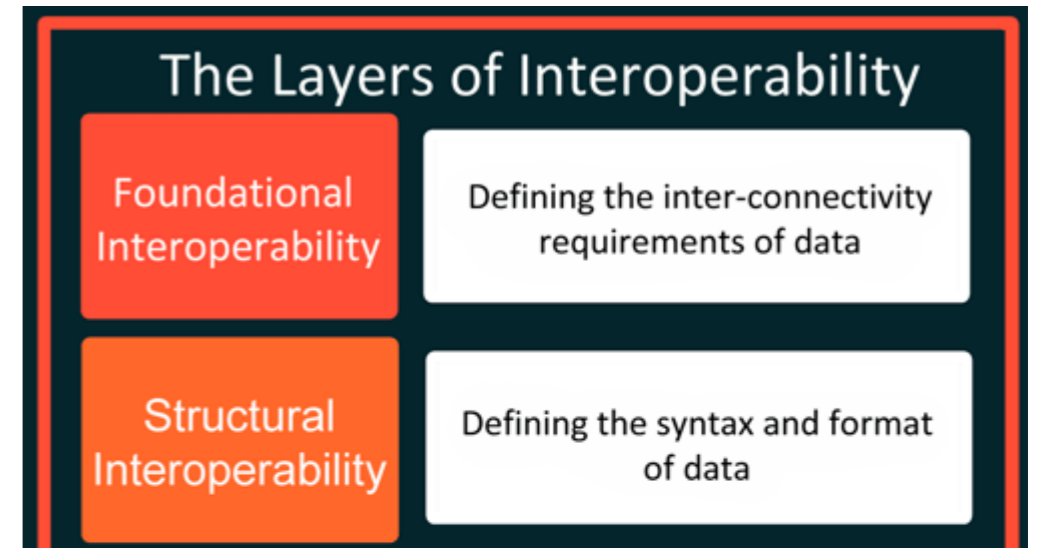 The Layers of Interoperability
Foundational
Interoperability
Defining the inter-connectivity
requirements of data
Structural
Interoperability
Defining the syntax and format
of data